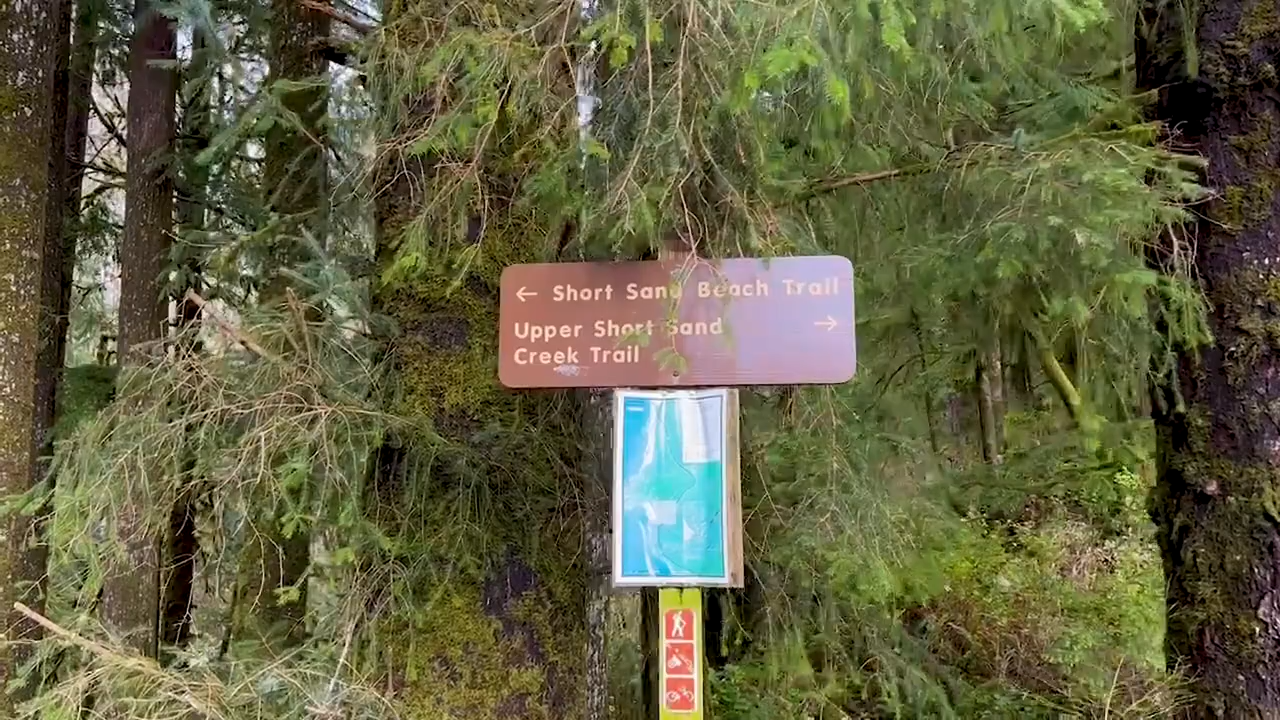 ← Short Sand Beach Trail
Upper Short Sand →
Creek Trail